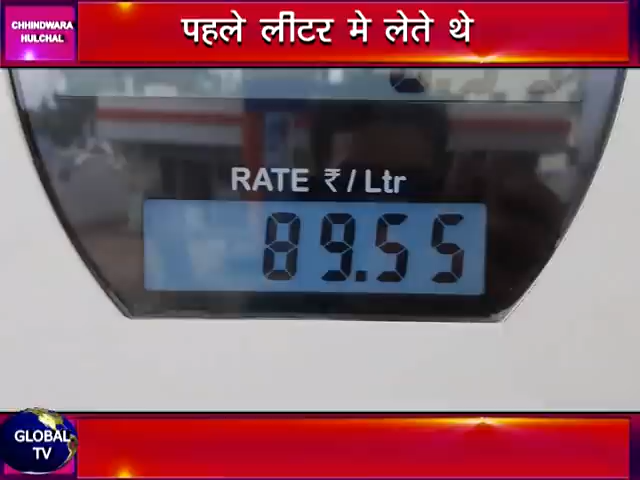 CHHINDWARA
HULCHAL
पहले लीटर मे लेते थे
RATE ₹/Ltr
89.55
GLOBAL
TV